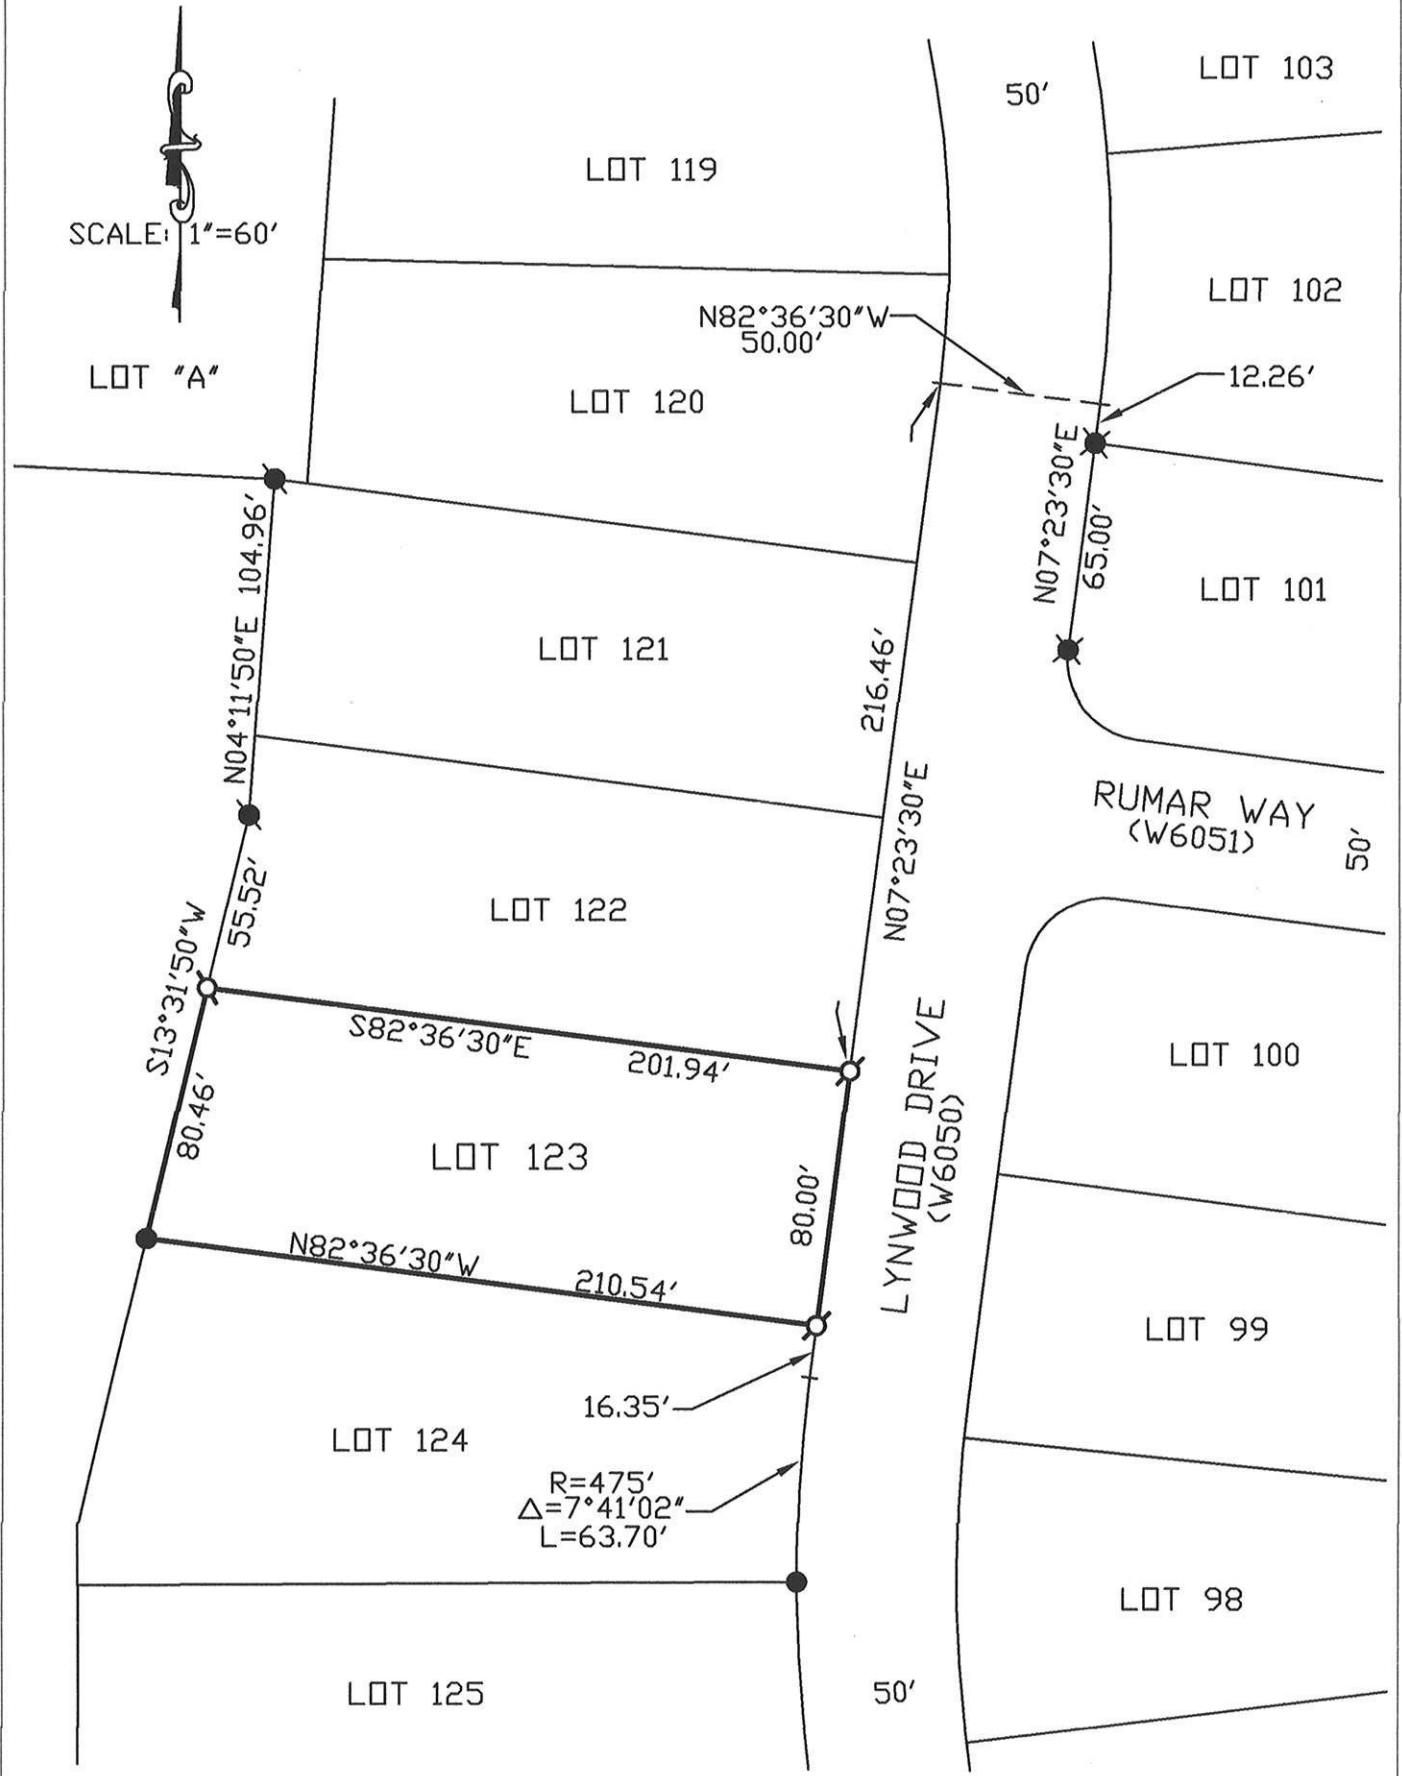 LOT 103
50'
LOT 119
SCALE: 1"=60'
LOT 102
N82°36'30"W
50.00'
LOT "A"
12.26'
LOT 120
N07°23'30"E
65.00'
N04°11'50"E 104.96'
LOT 101
LOT 121
216.46'
N07°23'30"E
RUMAR WAY
(W6051)
50'
55.52'
LOT 122
S13°31'50"W
S82°36'30"E
201.94'
LOT 100
80.46'
LYNWOOD DRIVE
(W6050)
LOT 123
80.00'
N82°36'30"W
210.54'
LOT 99
16.35'
LOT 124
R=475'
Δ=7°41'02"
L=63.70'
LOT 98
LOT 125
50'